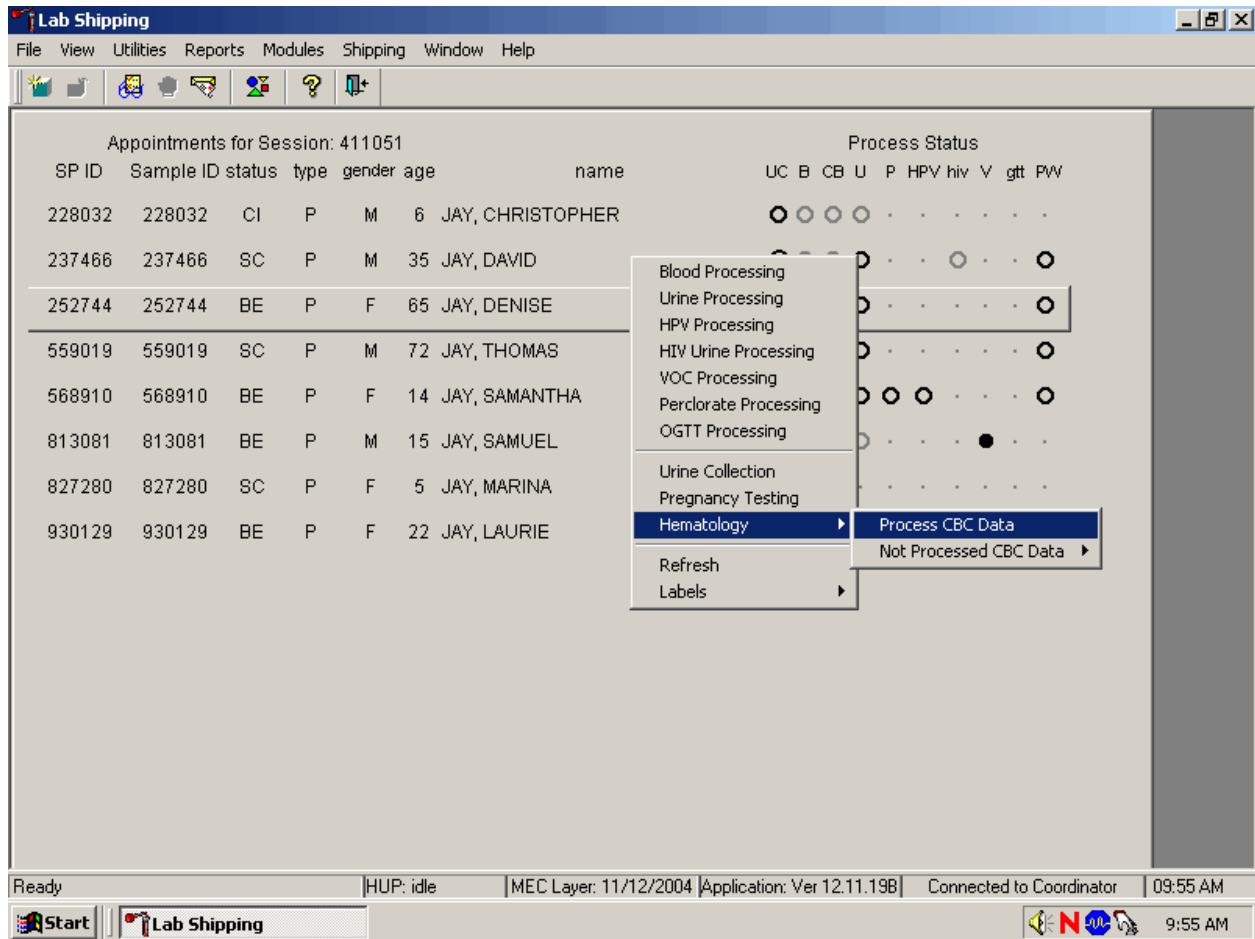 Lab Shipping
File View Utilities Reports Modules Shipping Window Help
Appointments for Session: 411051 Process Status
SP ID Sample ID status type gender age name UC B CB U P HPV hiv V gtt PW
228032 228032 CI P M 6 JAY, CHRISTOPHER
237466 237466 SC P M 35 JAY, DAVID
252744 252744 BE P F 65 JAY, DENISE
559019 559019 SC P M 72 JAY, THOMAS
568910 568910 BE P F 14 JAY, SAMANTHA
813081 813081 BE P M 15 JAY, SAMUEL
827280 827280 SC P F 5 JAY, MARINA
930129 930129 BE P F 22 JAY, LAURIE
Blood Processing
Urine Processing
HPV Processing
HIV Urine Processing
VOC Processing
Perclorate Processing
OGTT Processing
Urine Collection
Pregnancy Testing
Hematology
Refresh
Labels
Process CBC Data
Not Processed CBC Data
Ready HUP: idle MEC Layer: 11/12/2004 Application: Ver 12.11.19B Connected to Coordinator 09:55 AM
Start Lab Shipping N 9:55 AM